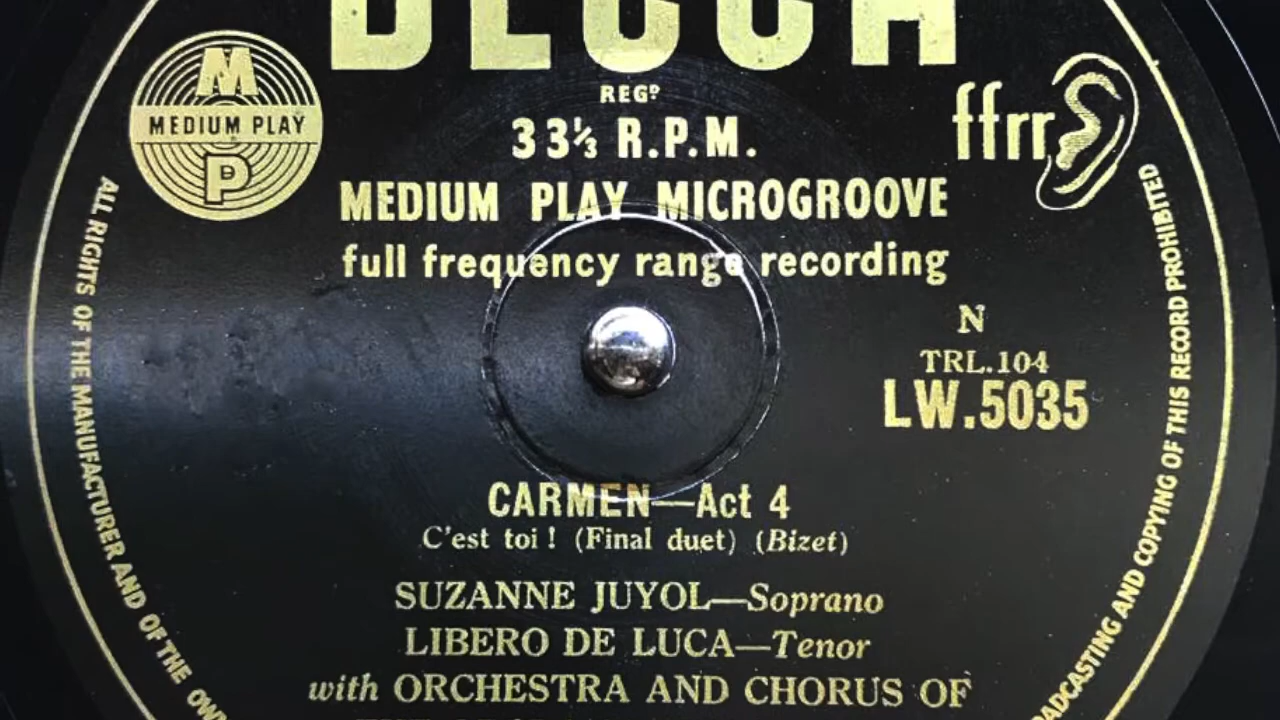 DECCA
REGD
33⅓ R.P.M.
M
MEDIUM PLAY
P
ffrr
MEDIUM PLAY MICROGROOVE
full frequency range recording
N
TRL.104
LW.5035
CARMEN—Act 4
C'est toi! (Final duet) (Bizet)
SUZANNE JUYOL—Soprano
LIBERO DE LUCA—Tenor
with ORCHESTRA AND CHORUS OF
ALL RIGHTS OF THE MANUFACTURER AND OF THE
COPYING OF THIS RECORD PROHIBITED